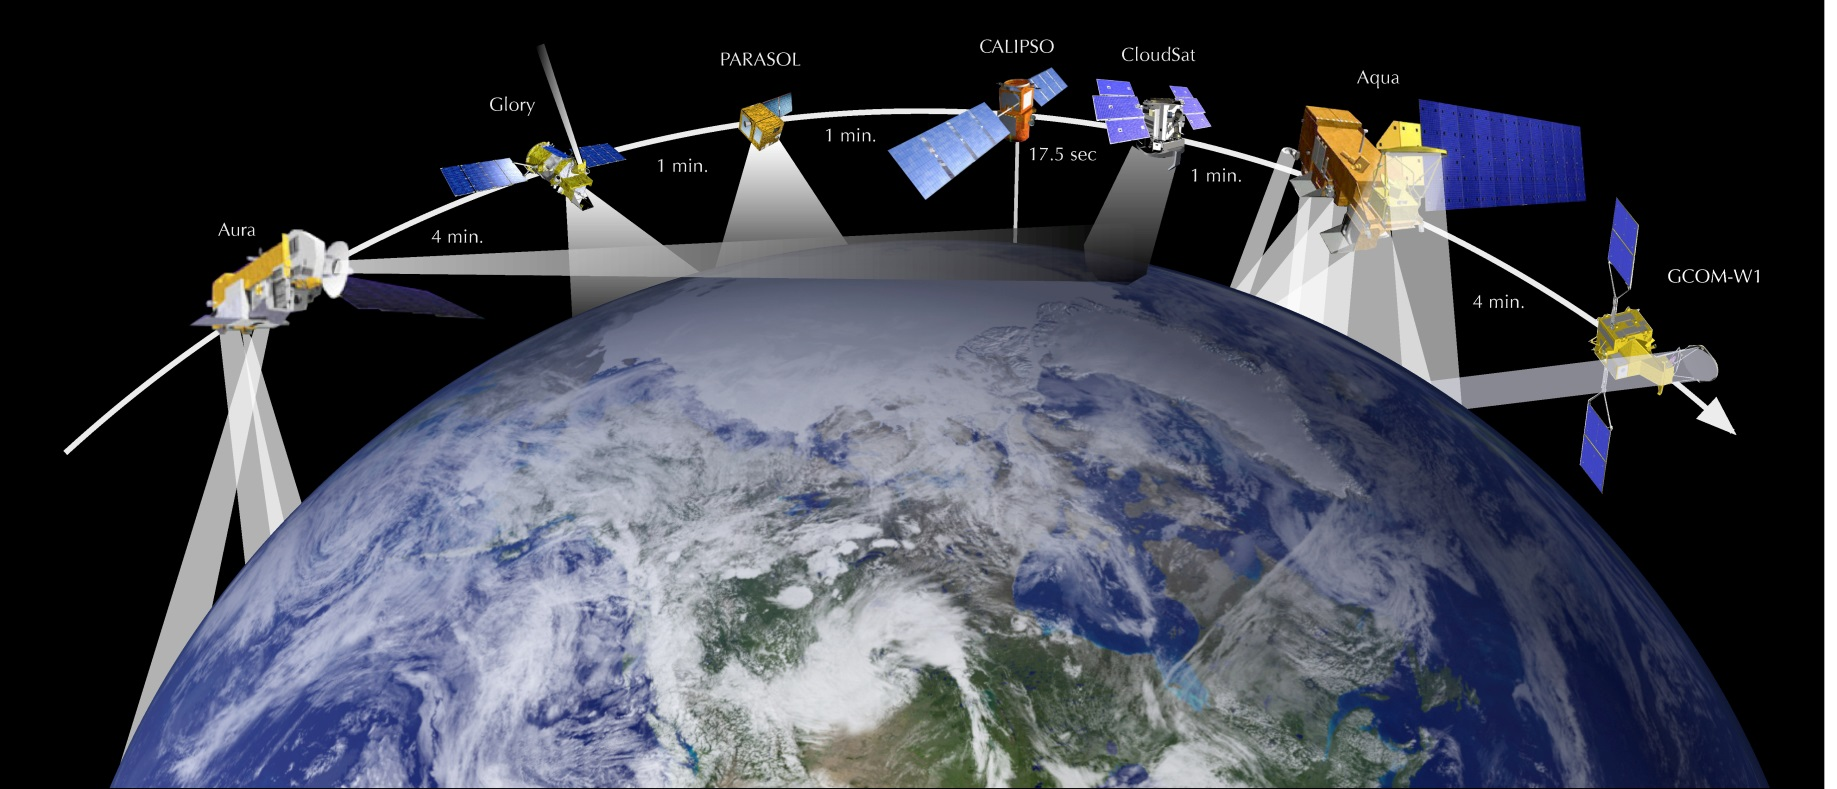 Aura
4 min.
Glory
1 min.
PARASOL
1 min.
CALIPSO
17.5 sec
CloudSat
1 min.
Aqua
4 min.
GCOM-W1